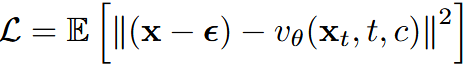 𝓛 = 𝔼 [ ‖(𝐱 − 𝝐) − v_θ(𝐱_t, t, c)‖² ]